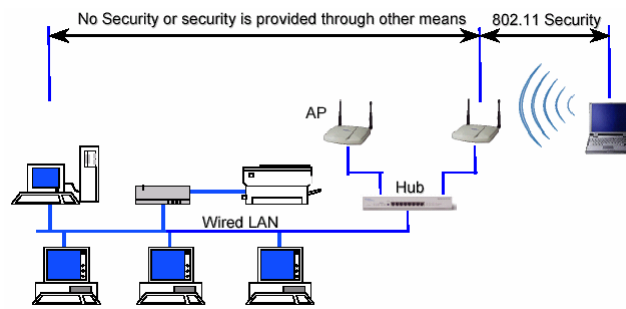 No Security or security is provided through other means
802.11 Security
AP
Hub
Wired LAN